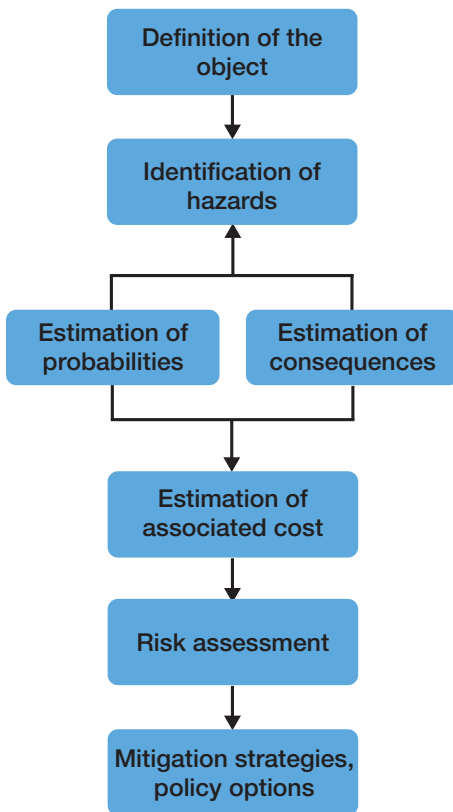 Definition of the
object
Identification of
hazards
Estimation of
probabilities
Estimation of
consequences
Estimation of
associated cost
Risk assessment
Mitigation strategies,
policy options